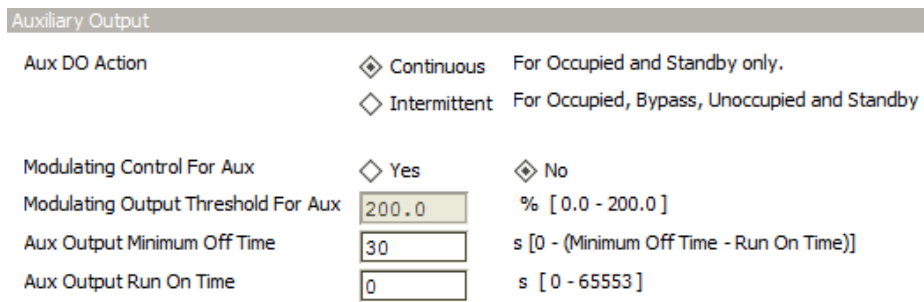 Auxiliary Output
Aux DO Action Continuous For Occupied and Standby only.
Intermittent For Occupied, Bypass, Unoccupied and Standby
Modulating Control For Aux Yes No
Modulating Output Threshold For Aux 200.0 % [ 0.0 - 200.0 ]
Aux Output Minimum Off Time 30 s [0 - (Minimum Off Time - Run On Time)]
Aux Output Run On Time 0 s [ 0 - 65553 ]